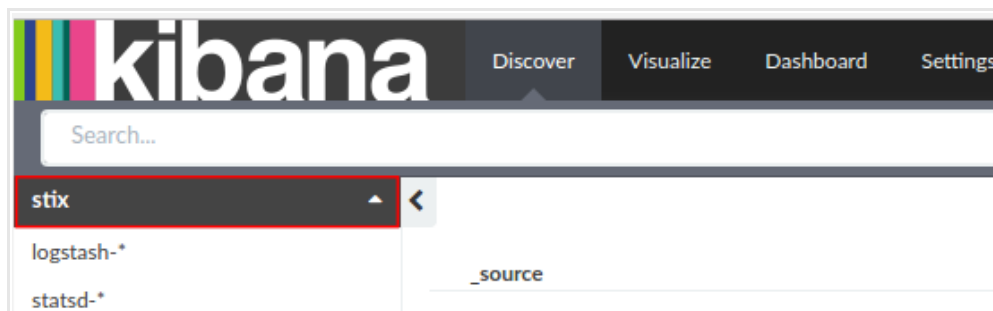 kibana Discover Visualize Dashboard Settings
Search...
stix
logstash-*
_source
statsd-*